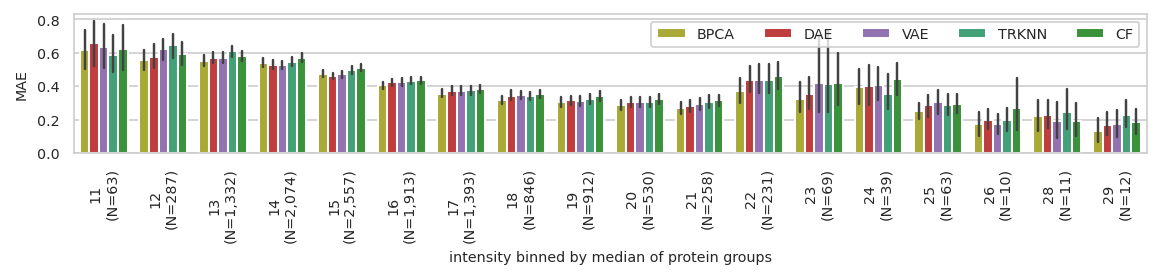 BPCA DAE VAE TRKNN CF
MAE
0.8
0.6
0.4
0.2
0.0
11
(N=63)
12
(N=287)
13
(N=1,332)
14
(N=2,074)
15
(N=2,557)
16
(N=1,913)
17
(N=1,393)
18
(N=846)
19
(N=912)
20
(N=530)
21
(N=258)
22
(N=231)
23
(N=69)
24
(N=39)
25
(N=63)
26
(N=10)
28
(N=11)
29
(N=12)
intensity binned by median of protein groups